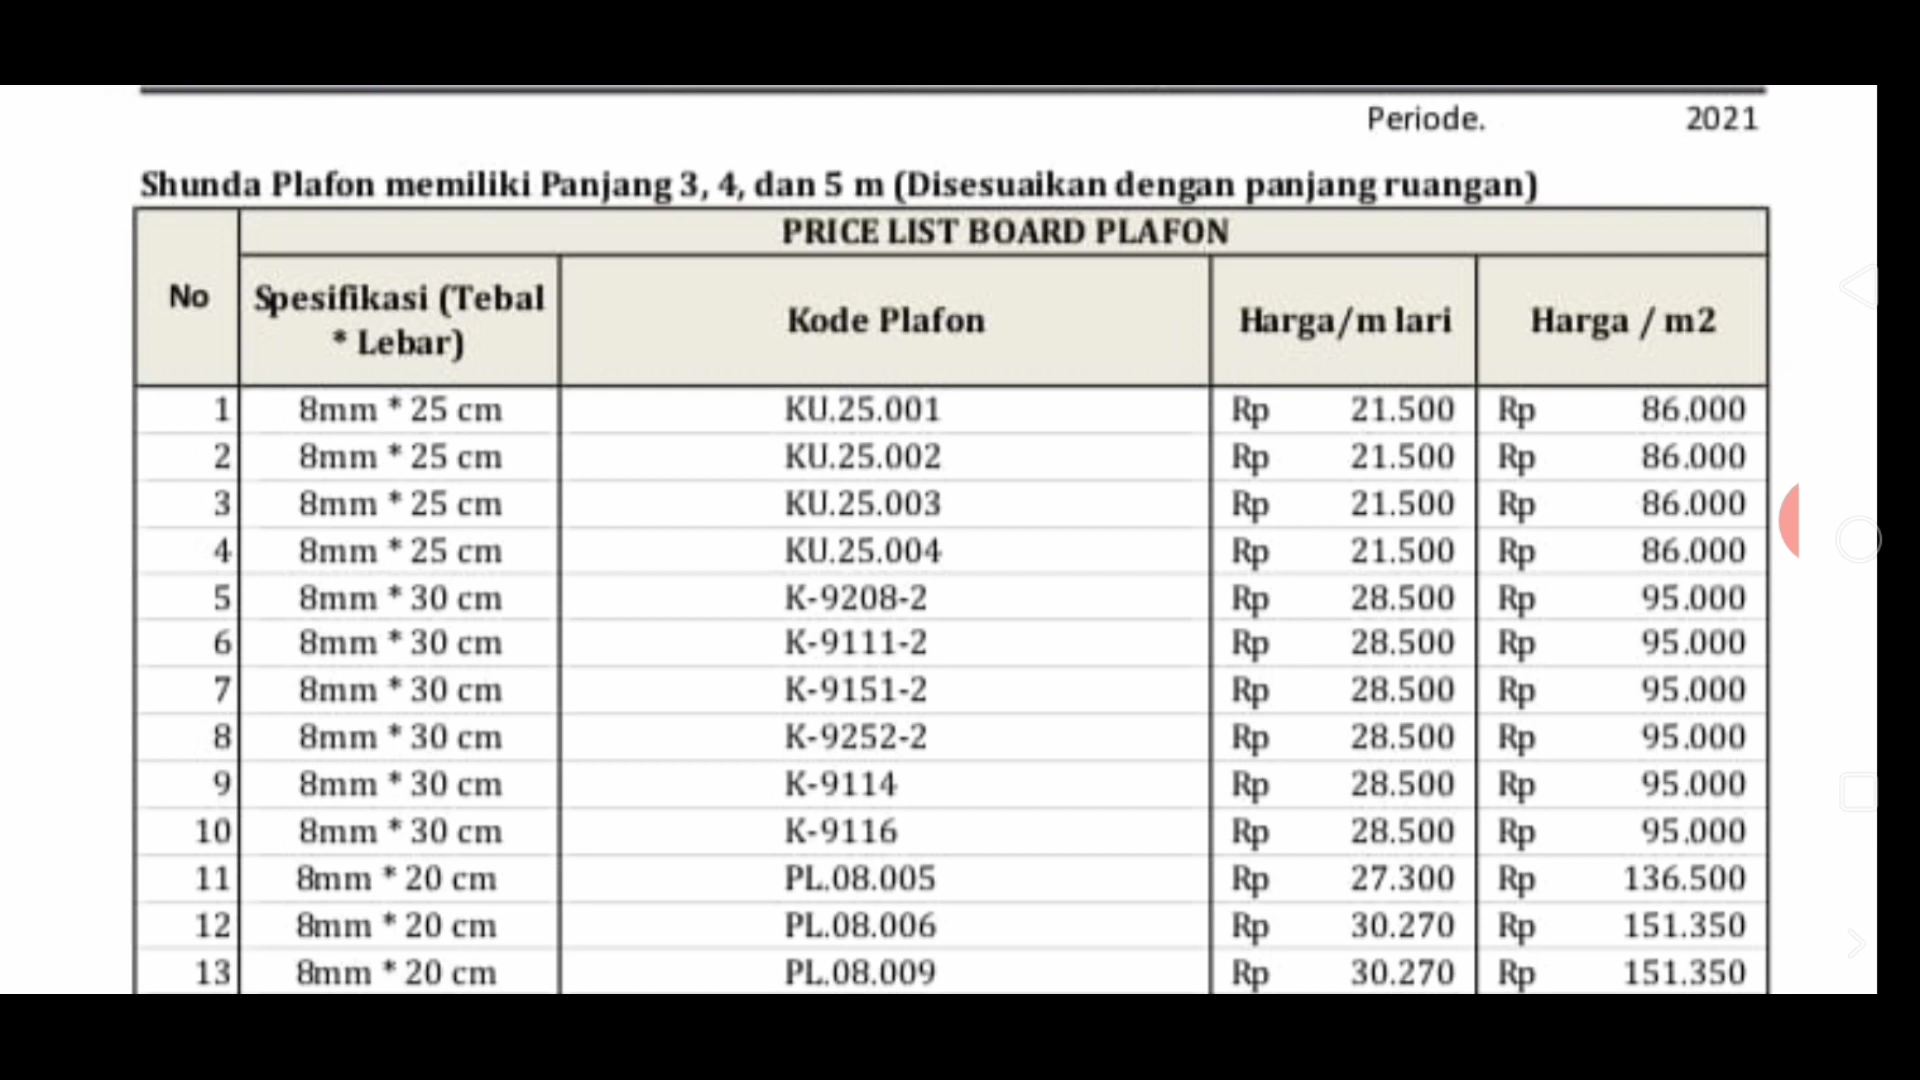 Periode. 2021
Shunda Plafon memiliki Panjang 3, 4, dan 5 m (Disesuaikan dengan panjang ruangan)
PRICE LIST BOARD PLAFON
No Spesifikasi (Tebal * Lebar) Kode Plafon Harga/m lari Harga / m2
1 8mm * 25 cm KU.25.001 Rp 21.500 Rp 86.000
2 8mm * 25 cm KU.25.002 Rp 21.500 Rp 86.000
3 8mm * 25 cm KU.25.003 Rp 21.500 Rp 86.000
4 8mm * 25 cm KU.25.004 Rp 21.500 Rp 86.000
5 8mm * 30 cm K-9208-2 Rp 28.500 Rp 95.000
6 8mm * 30 cm K-9111-2 Rp 28.500 Rp 95.000
7 8mm * 30 cm K-9151-2 Rp 28.500 Rp 95.000
8 8mm * 30 cm K-9252-2 Rp 28.500 Rp 95.000
9 8mm * 30 cm K-9114 Rp 28.500 Rp 95.000
10 8mm * 30 cm K-9116 Rp 28.500 Rp 95.000
11 8mm * 20 cm PL.08.005 Rp 27.300 Rp 136.500
12 8mm * 20 cm PL.08.006 Rp 30.270 Rp 151.350
13 8mm * 20 cm PL.08.009 Rp 30.270 Rp 151.350